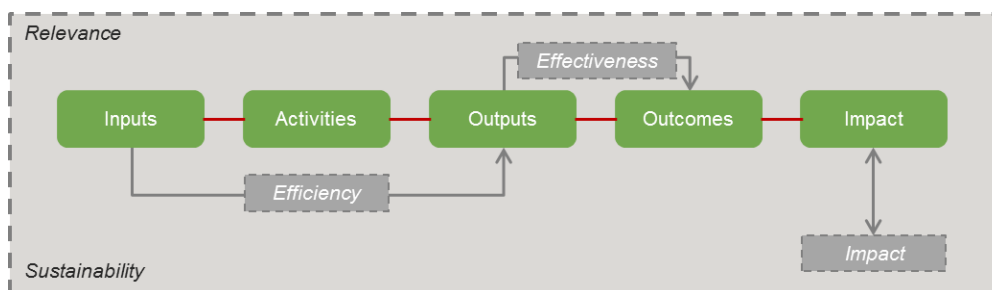 Relevance
Effectiveness
Inputs
Activities
Outputs
Outcomes
Impact
Efficiency
Impact
Sustainability